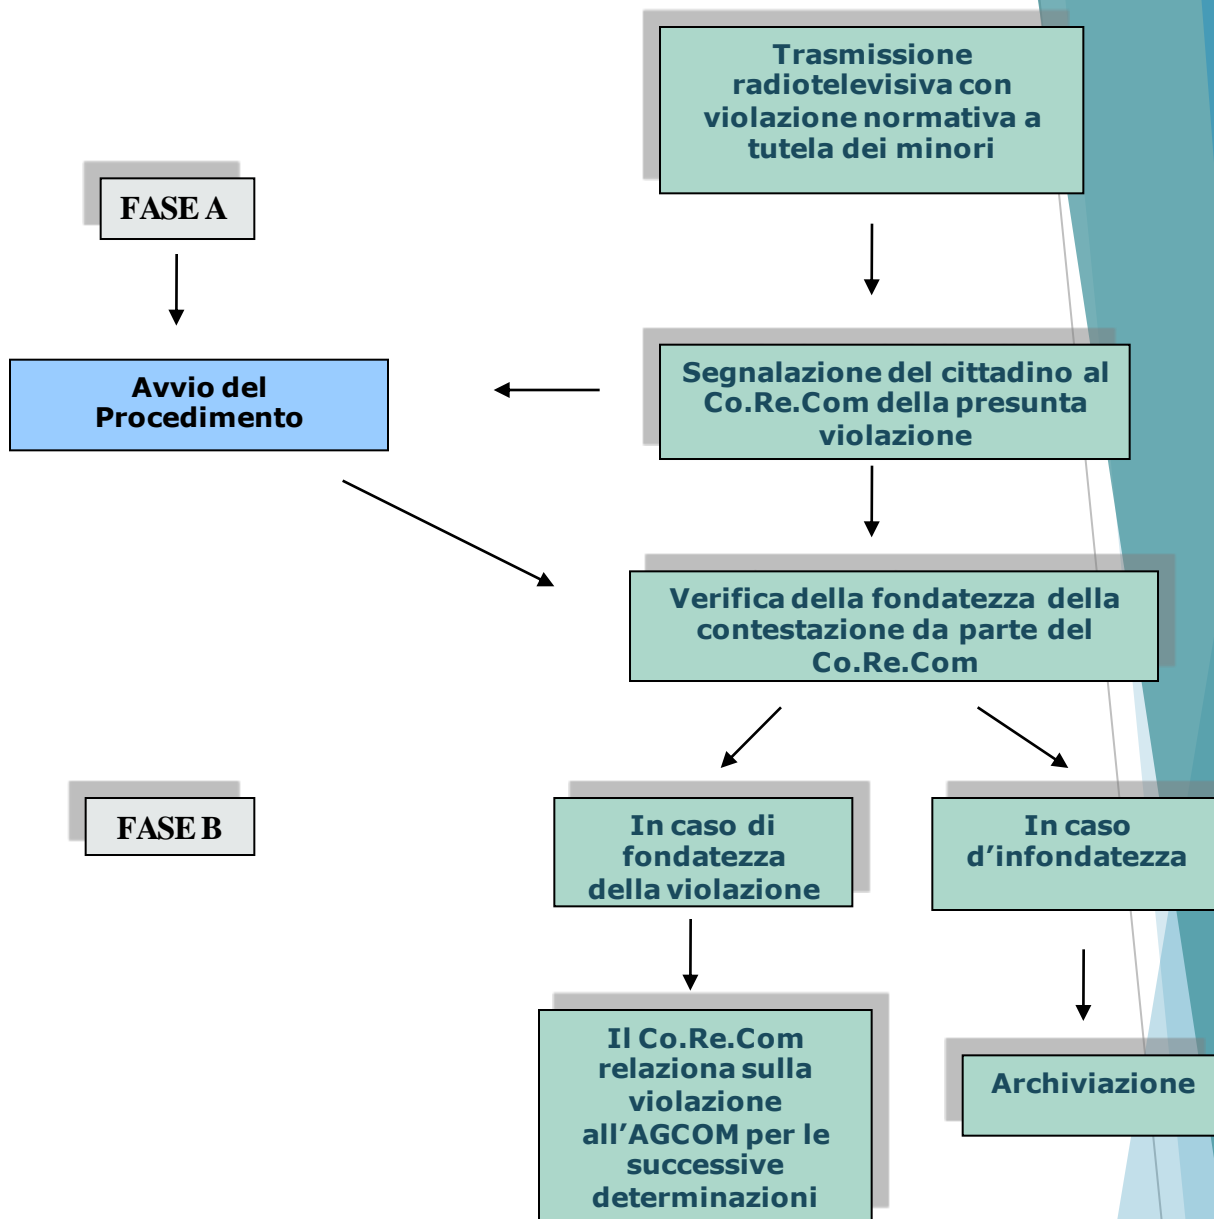 Trasmissione
radiotelevisiva con
violazione normativa a
tutela dei minori
FASE A
Avvio del
Procedimento
Segnalazione del cittadino al
Co.Re.Com della presunta
violazione
Verifica della fondatezza della
contestazione da parte del
Co.Re.Com
FASE B
In caso di
fondatezza
della violazione
In caso
d’infondatezza
Il Co.Re.Com
relaziona sulla
violazione
all’AGCOM per le
successive
determinazioni
Archiviazione